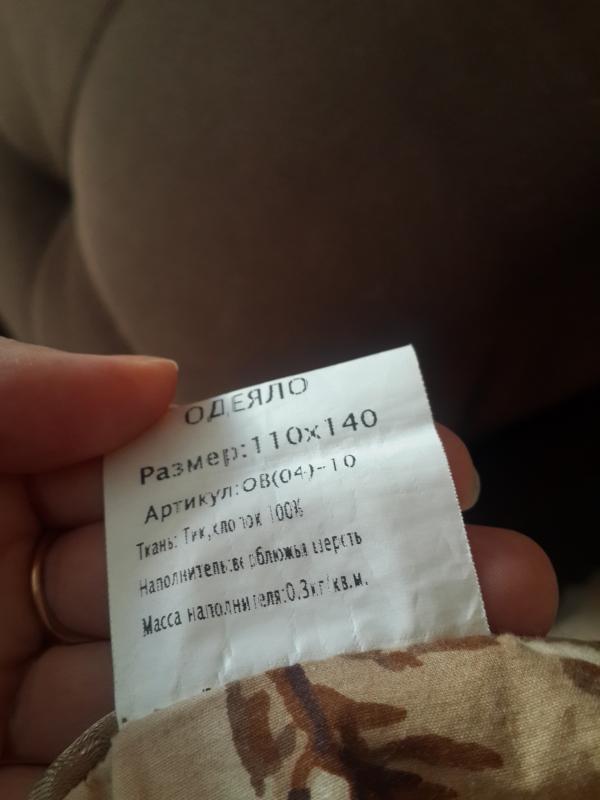 ОДЕЯЛО
Размер:110х140
Артикул:ОВ(04)-10
Ткань: Тик,хлопок 100%
Наполнитель:верблюжья шерсть
Масса наполнителя:0.3кг/кв.м.